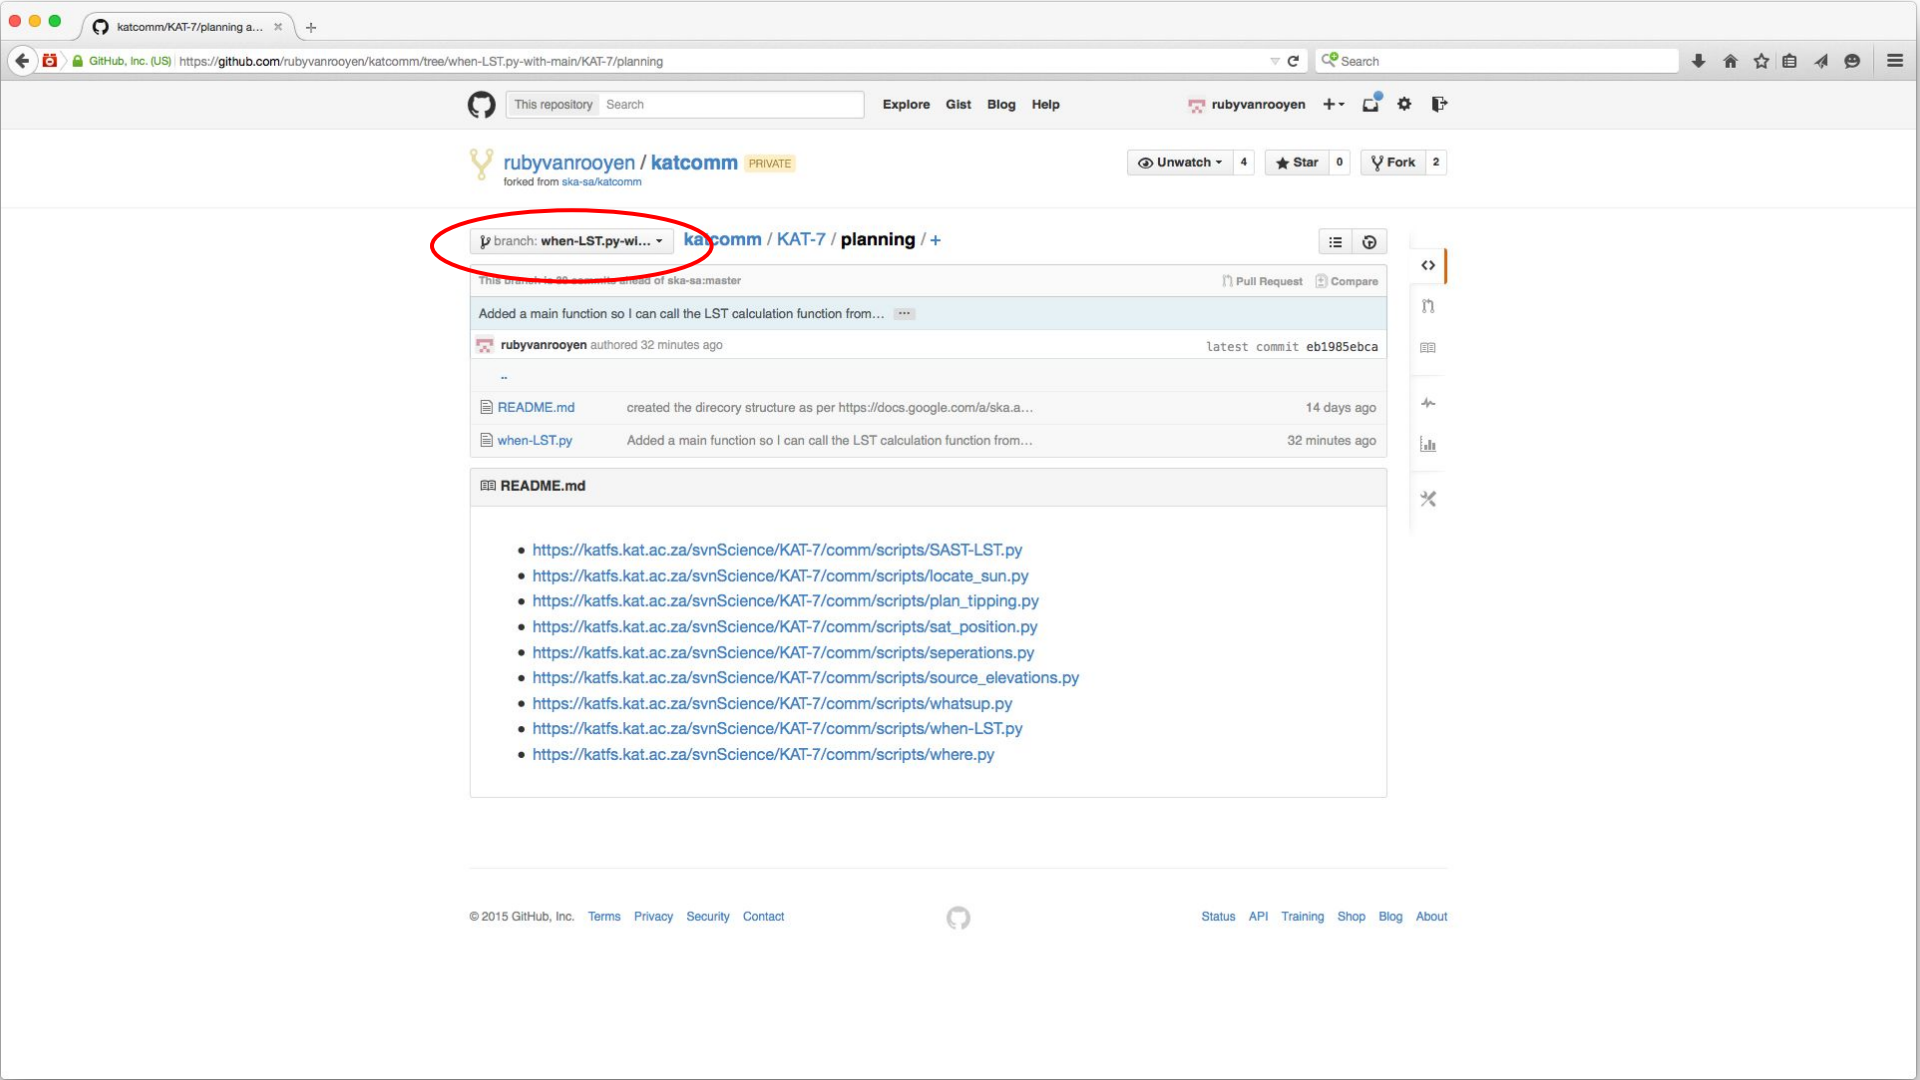 katcomm/KAT-7/planning a...
GitHub, Inc. (US) https://github.com/rubyvanrooyen/katcomm/tree/when-LST.py-with-main/KAT-7/planning
Search
This repository Search Explore Gist Blog Help rubyvanrooyen
rubyvanrooyen / katcomm PRIVATE
forked from ska-sa/katcomm
Unwatch 4 Star 0 Fork 2
branch: when-LST.py-wi... katcomm / KAT-7 / planning / +
This branch is 39 commits ahead of ska-sa:master Pull Request Compare
Added a main function so I can call the LST calculation function from… ...
rubyvanrooyen authored 32 minutes ago latest commit eb1985ebca
..
README.md created the direcory structure as per https://docs.google.com/a/ska.a… 14 days ago
when-LST.py Added a main function so I can call the LST calculation function from… 32 minutes ago
README.md
• https://katfs.kat.ac.za/svnScience/KAT-7/comm/scripts/SAST-LST.py
• https://katfs.kat.ac.za/svnScience/KAT-7/comm/scripts/locate_sun.py
• https://katfs.kat.ac.za/svnScience/KAT-7/comm/scripts/plan_tipping.py
• https://katfs.kat.ac.za/svnScience/KAT-7/comm/scripts/sat_position.py
• https://katfs.kat.ac.za/svnScience/KAT-7/comm/scripts/seperations.py
• https://katfs.kat.ac.za/svnScience/KAT-7/comm/scripts/source_elevations.py
• https://katfs.kat.ac.za/svnScience/KAT-7/comm/scripts/whatsup.py
• https://katfs.kat.ac.za/svnScience/KAT-7/comm/scripts/when-LST.py
• https://katfs.kat.ac.za/svnScience/KAT-7/comm/scripts/where.py
© 2015 GitHub, Inc. Terms Privacy Security Contact
Status API Training Shop Blog About